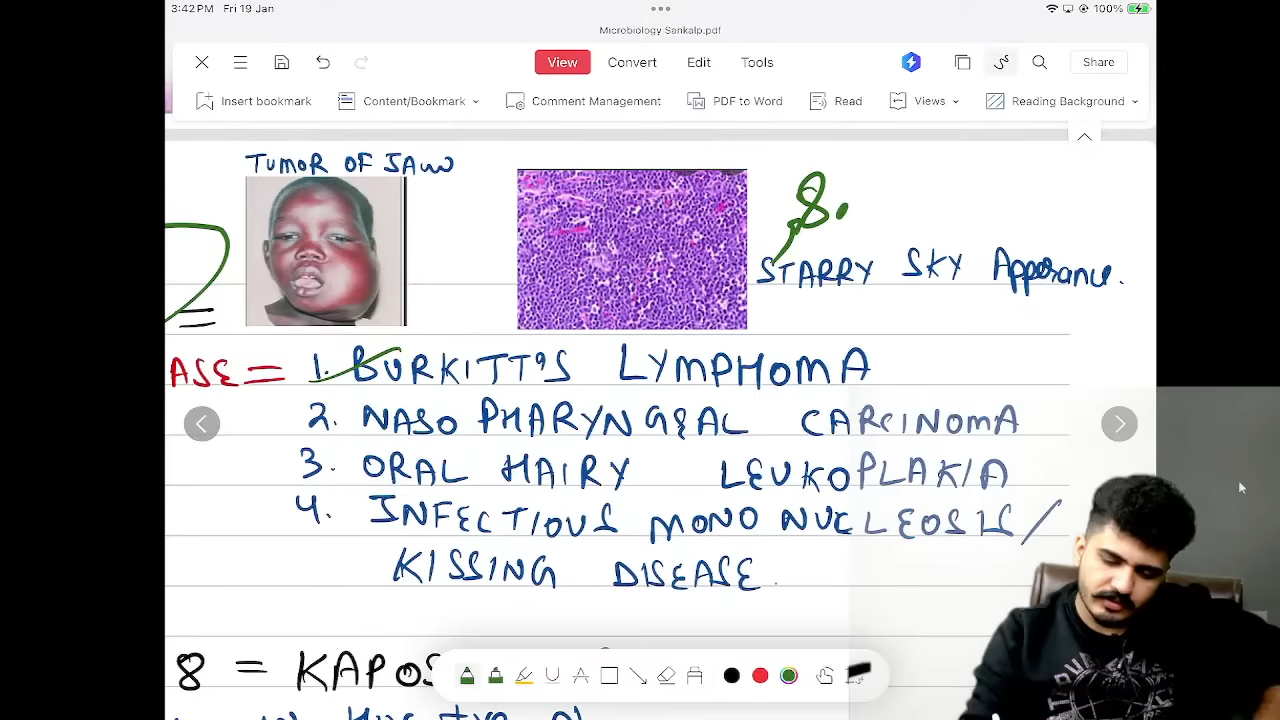 3:42 PM Fri 19 Jan
100%
Microbiology Sankalp.pdf
View Convert Edit Tools Share
Insert bookmark Content/Bookmark Comment Management PDF to Word Read Views Reading Background
TUMOR OF JAW
8.
STARRY SKY Apperance.
ASE = 1. BURKITT'S LYMPHOMA
2. NASO PHARYNGEAL CARCINOMA
3. ORAL HAIRY LEUKOPLAKIA
4. INFECTIOUS MONO NUCLEOSIS/
KISSING DISEASE.
8 = KAPOS